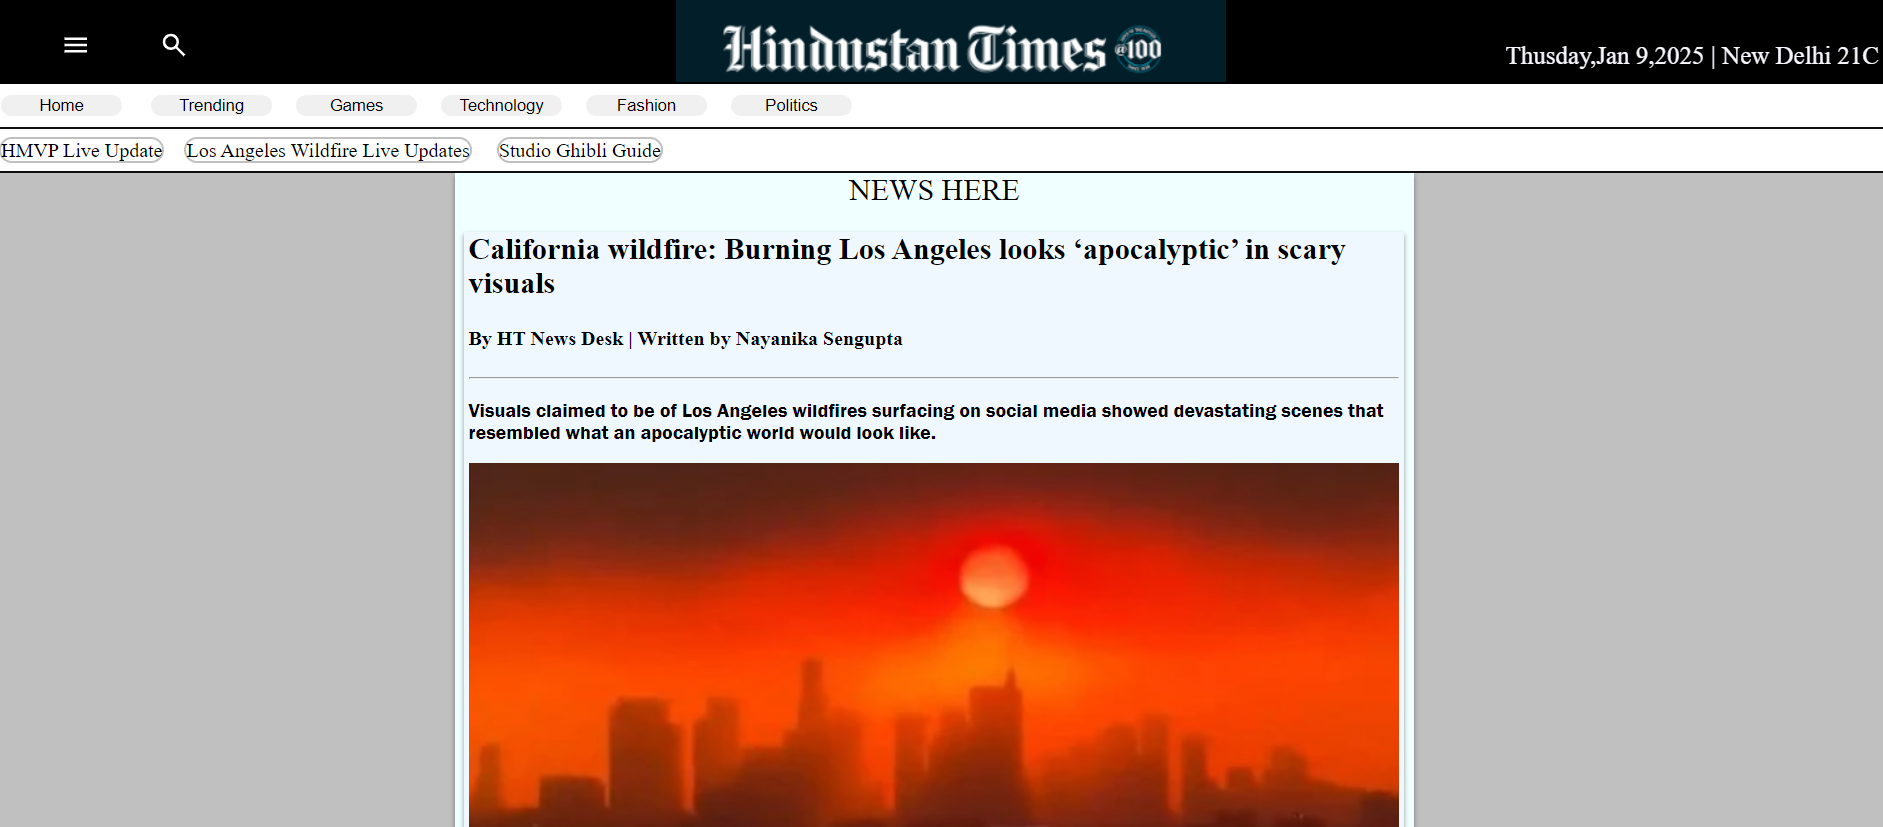 Hindustan Times @100
Thusday,Jan 9,2025 | New Delhi 21C
Home Trending Games Technology Fashion Politics
HMVP Live Update Los Angeles Wildfire Live Updates Studio Ghibli Guide
NEWS HERE
California wildfire: Burning Los Angeles looks ‘apocalyptic’ in scary
visuals
By HT News Desk | Written by Nayanika Sengupta
Visuals claimed to be of Los Angeles wildfires surfacing on social media showed devastating scenes that
resembled what an apocalyptic world would look like.